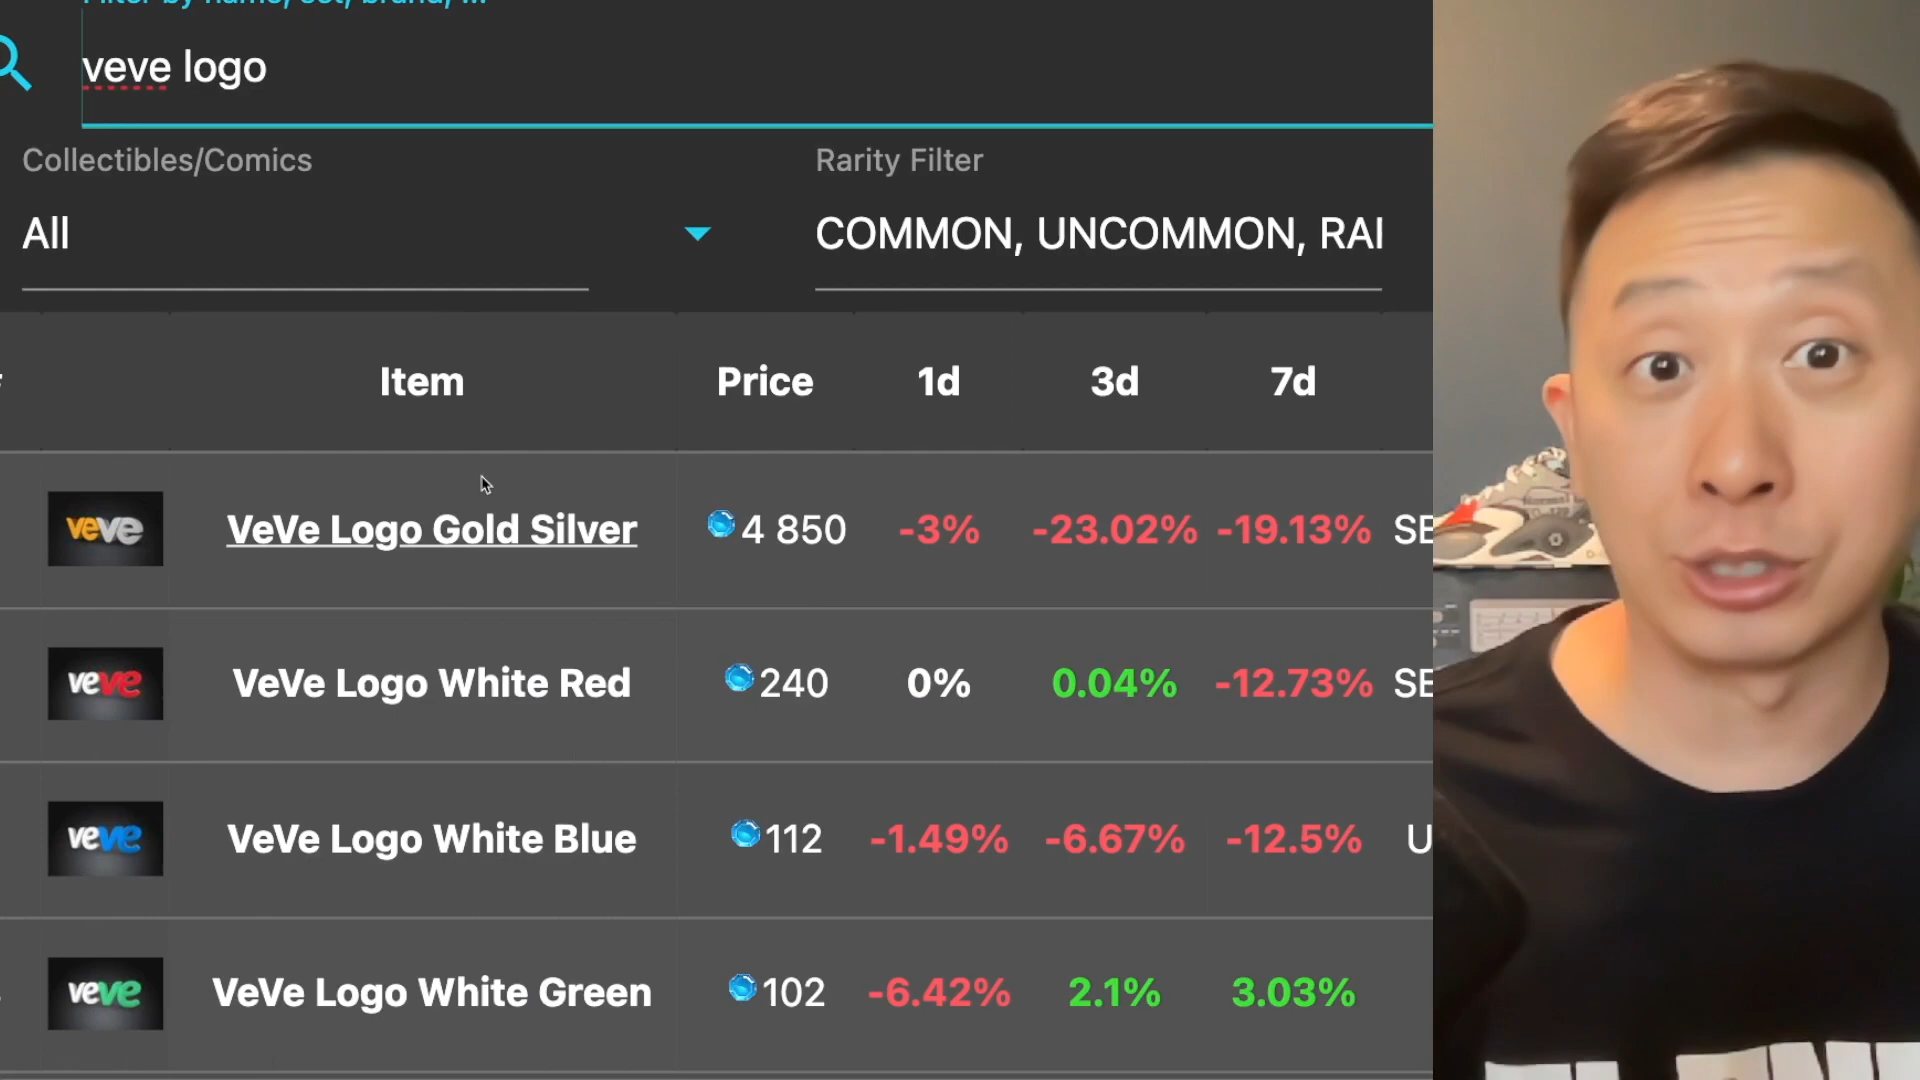 veve logo
Collectibles/Comics
Rarity Filter
All
COMMON, UNCOMMON, RAI
Item Price 1d 3d 7d
veve VeVe Logo Gold Silver 4 850 -3% -23.02% -19.13% SE
veve VeVe Logo White Red 240 0% 0.04% -12.73% SE
veve VeVe Logo White Blue 112 -1.49% -6.67% -12.5% U
veve VeVe Logo White Green 102 -6.42% 2.1% 3.03%